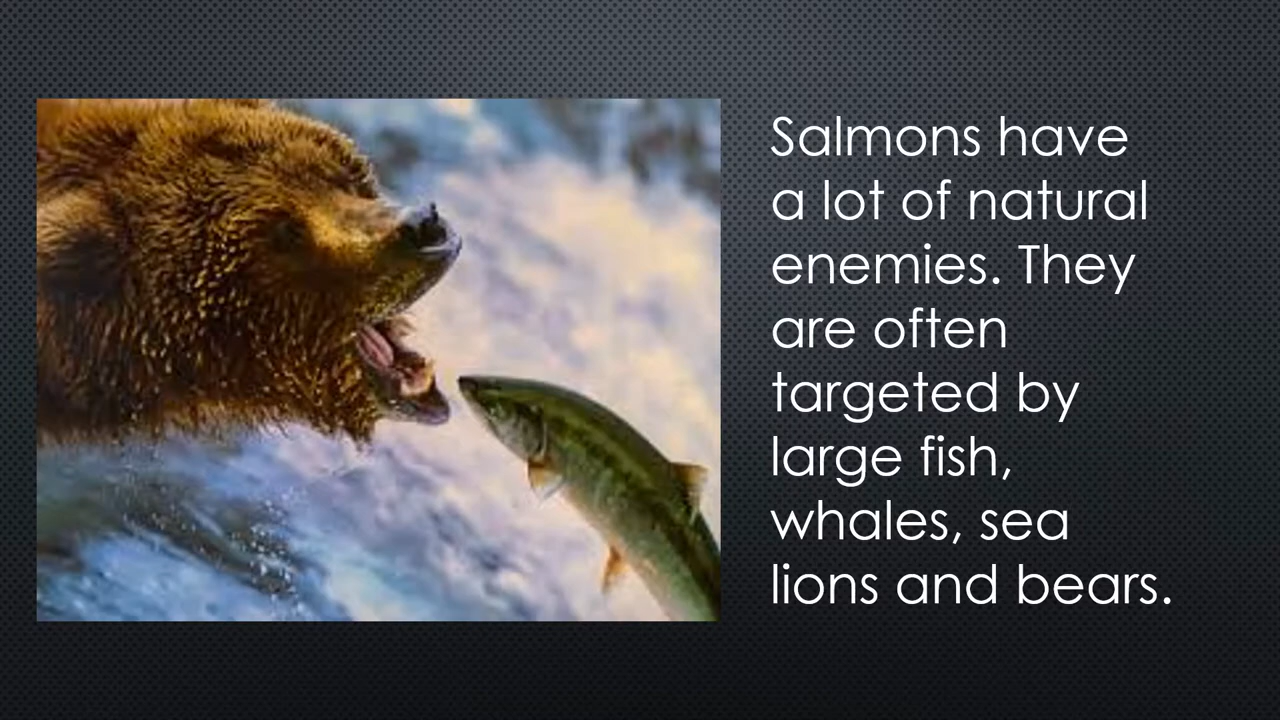 Salmons have
a lot of natural
enemies. They
are often
targeted by
large fish,
whales, sea
lions and bears.